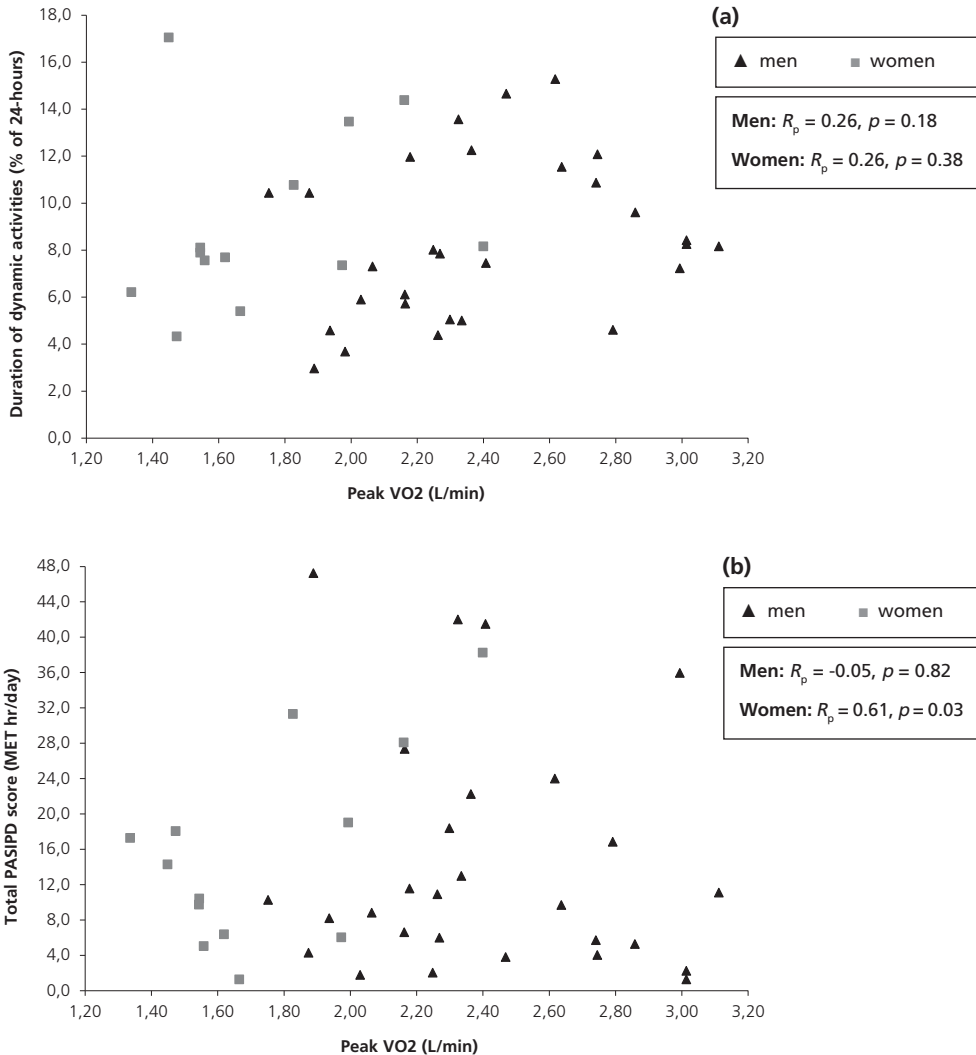 (a)
18,0
16,0
14,0
12,0
10,0
8,0
6,0
4,0
2,0
0,0
Duration of dynamic activities (% of 24-hours)
1,20 1,40 1,60 1,80 2,00 2,20 2,40 2,60 2,80 3,00 3,20
Peak VO2 (L/min)
men women
Men: Rp = 0.26, p = 0.18
Women: Rp = 0.26, p = 0.38
(b)
48,0
44,0
40,0
36,0
32,0
28,0
24,0
20,0
16,0
12,0
8,0
4,0
0,0
Total PASIPD score (MET hr/day)
1,20 1,40 1,60 1,80 2,00 2,20 2,40 2,60 2,80 3,00 3,20
Peak VO2 (L/min)
men women
Men: Rp = -0.05, p = 0.82
Women: Rp = 0.61, p = 0.03